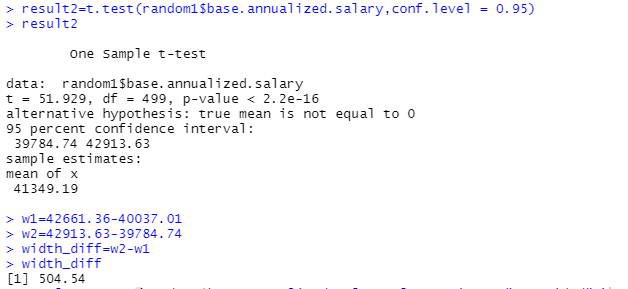 > result2=t.test(random1$base.annualized.salary,conf.level = 0.95)
> result2
One Sample t-test
data:  random1$base.annualized.salary
t = 51.929, df = 499, p-value < 2.2e-16
alternative hypothesis: true mean is not equal to 0
95 percent confidence interval:
39784.74 42913.63
sample estimates:
mean of x
41349.19
> w1=42661.36-40037.01
> w2=42913.63-39784.74
> width_diff=w2-w1
> width_diff
[1] 504.54